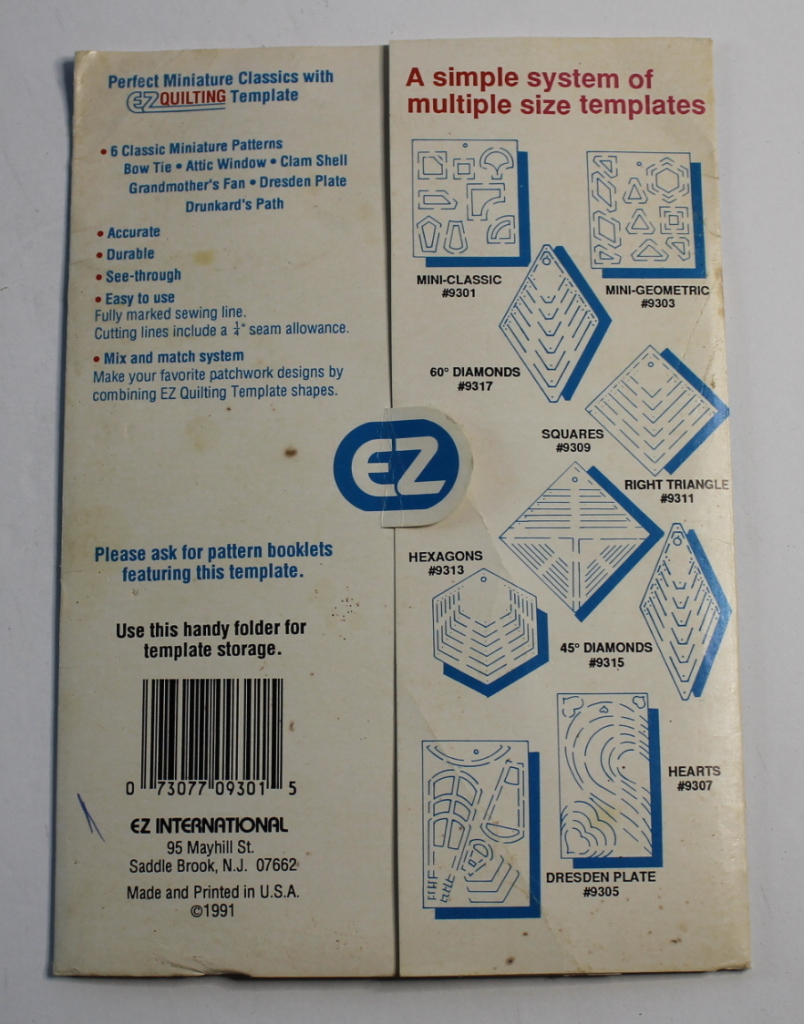 Perfect Miniature Classics with
EZ QUILTING Template
• 6 Classic Miniature Patterns
Bow Tie • Attic Window • Clam Shell
Grandmother's Fan • Dresden Plate
Drunkard's Path
• Accurate
• Durable
• See-through
• Easy to use
Fully marked sewing line.
Cutting lines include a ¼" seam allowance.
• Mix and match system
Make your favorite patchwork designs by
combining EZ Quilting Template shapes.
Please ask for pattern booklets
featuring this template.
Use this handy folder for
template storage.
0 73077 09301 5
EZ INTERNATIONAL
95 Mayhill St.
Saddle Brook, N.J. 07662
Made and Printed in U.S.A.
©1991
EZ
A simple system of
multiple size templates
MINI-CLASSIC
#9301
MINI-GEOMETRIC
#9303
60° DIAMONDS
#9317
SQUARES
#9309
RIGHT TRIANGLE
#9311
HEXAGONS
#9313
45° DIAMONDS
#9315
HEARTS
#9307
DRESDEN PLATE
#9305